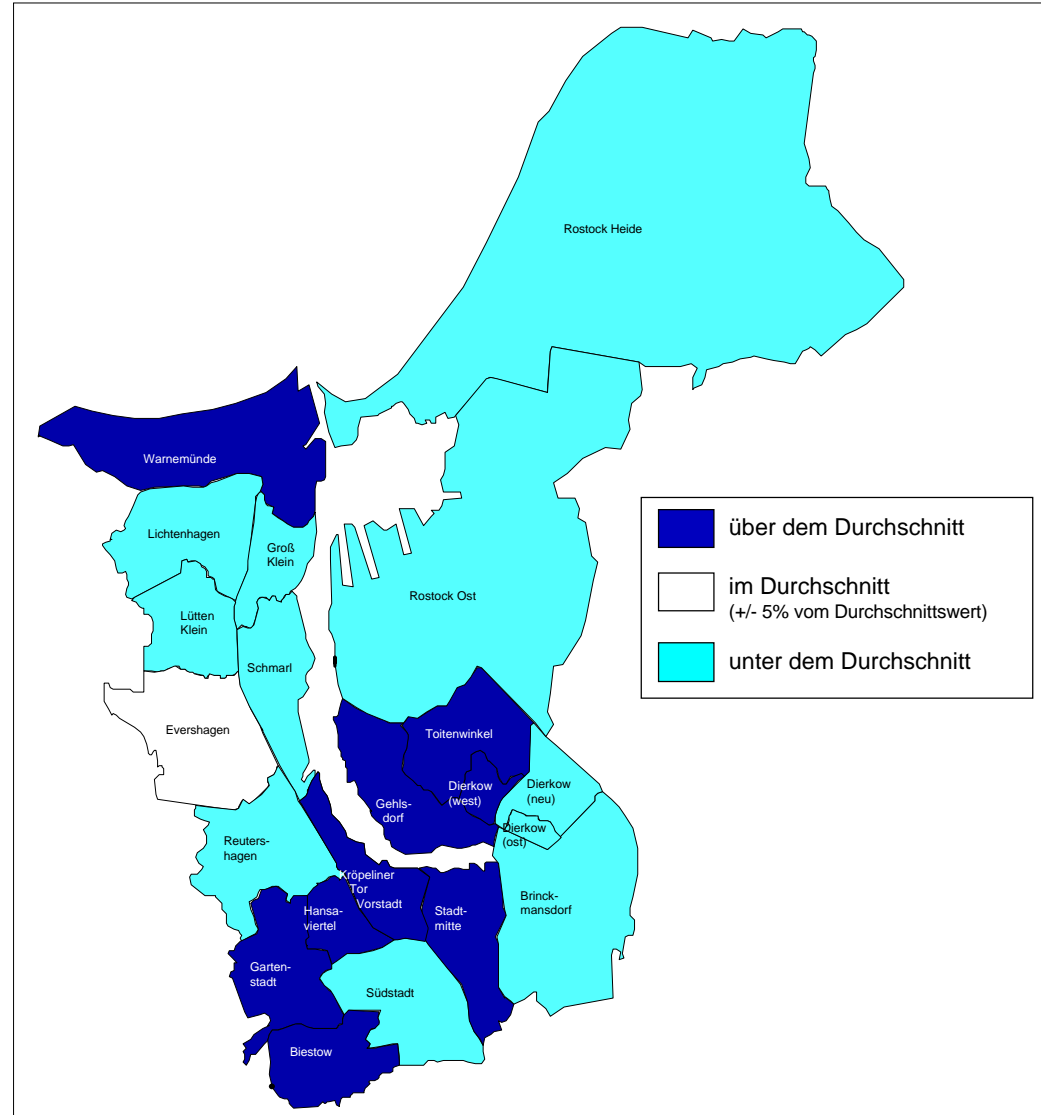 Rostock Heide
Warnemünde
Lichtenhagen
Groß
Klein
über dem Durchschnitt
im Durchschnitt
(+/- 5% vom Durchschnittswert)
unter dem Durchschnitt
Rostock Ost
Lütten
Klein
Schmarl
Evershagen
Toitenwinkel
Dierkow
(west)
Dierkow
(neu)
Gehls-
dorf
Dierkow
(ost)
Reuters-
hagen
Kröpeliner
Tor
Vorstadt
Hansa-
viertel
Stadt-
mitte
Brinck-
mansdorf
Garten-
stadt
Südstadt
Biestow